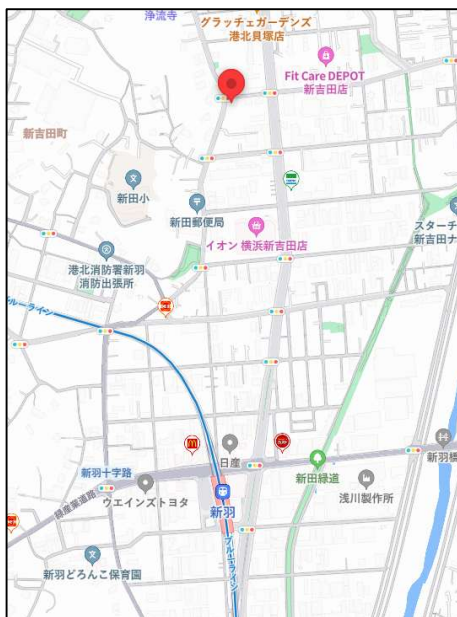 浄流寺
グラッチェガーデンズ
港北貝塚店
Fit Care DEPOT
新吉田店
新吉田町
新田小
新田郵便局
イオン 横浜新吉田店
スターチ
新吉田ナ
港北消防署新羽
消防出張所
ブルーライン
日産
新羽橋
新羽十字路
新田緑道
ウエインズトヨタ
浅川製作所
緑産業道路
新羽
新羽どろんこ保育園
ブルーライン